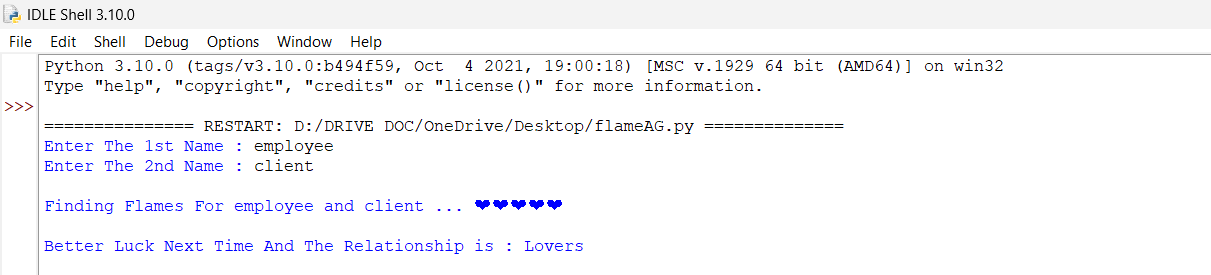 IDLE Shell 3.10.0
File Edit Shell Debug Options Window Help
Python 3.10.0 (tags/v3.10.0:b494f59, Oct  4 2021, 19:00:18) [MSC v.1929 64 bit (AMD64)] on win32
Type "help", "copyright", "credits" or "license()" for more information.
>>>
=============== RESTART: D:/DRIVE DOC/OneDrive/Desktop/flameAG.py ==============
Enter The 1st Name : employee
Enter The 2nd Name : client
Finding Flames For employee and client ... ❤❤❤❤❤
Better Luck Next Time And The Relationship is : Lovers